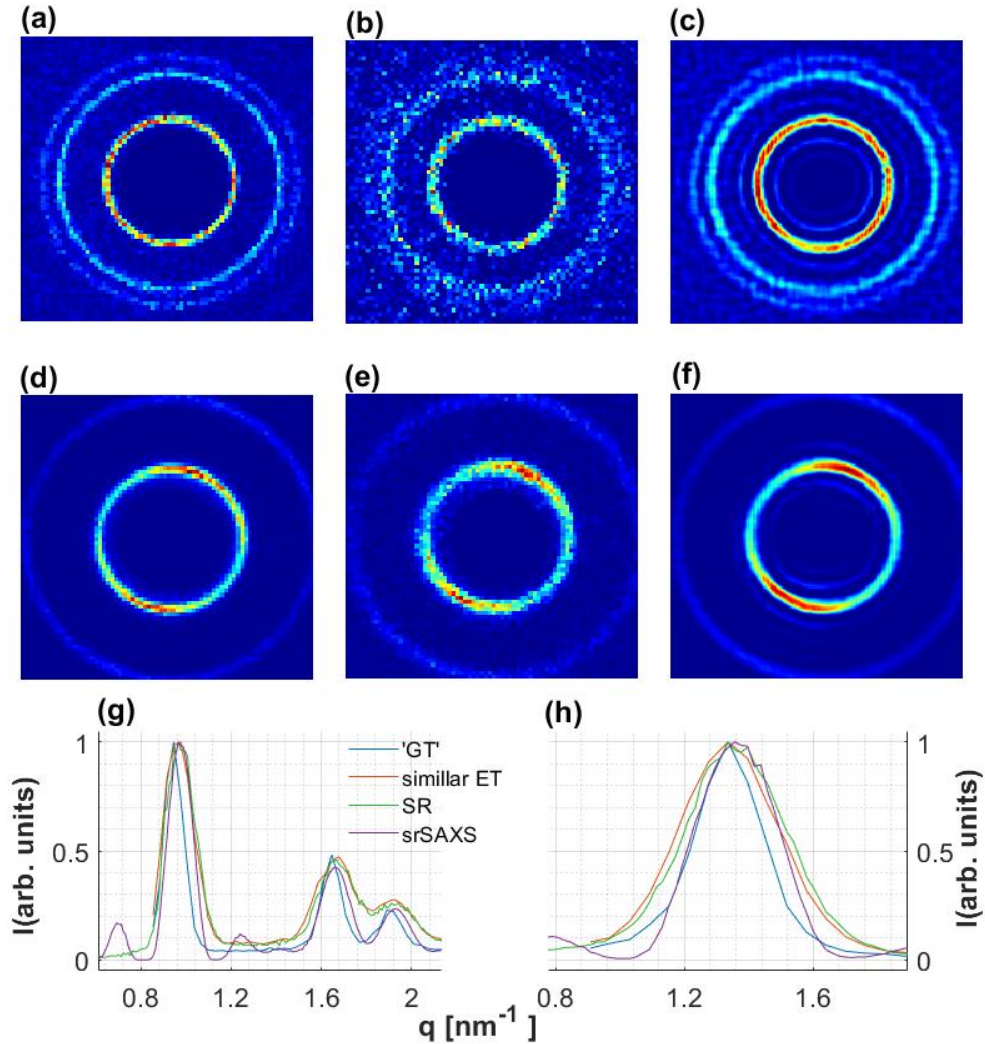 (a) (b) (c)
(d) (e) (f)
(g) (h)
1 'GT' 1
simillar ET
SR
srSAXS
0.5 0.5
0 0
I(arb. units) I(arb. units)
0.8 1.2 1.6 2 0.8 1.2 1.6
q [nm⁻¹ ]